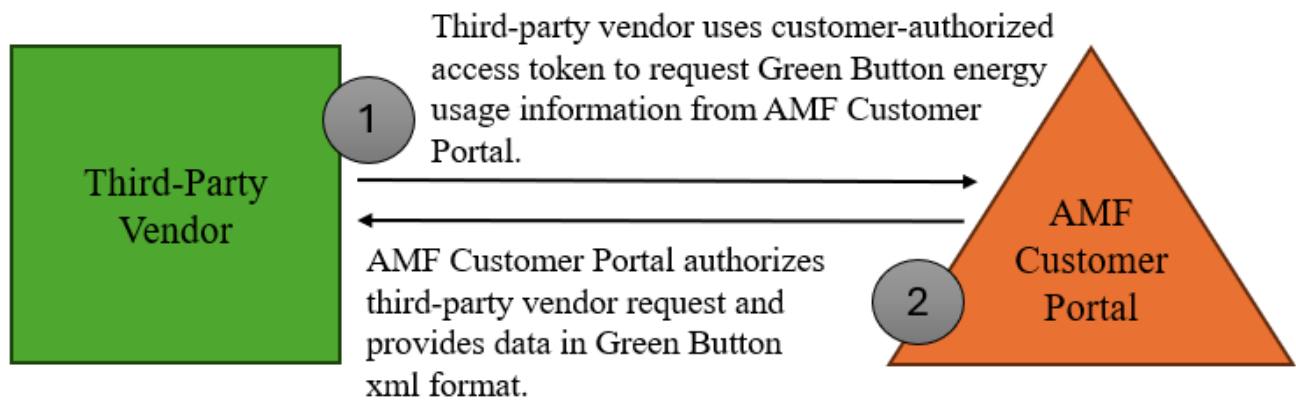 Third-party vendor uses customer-authorized
access token to request Green Button energy
usage information from AMF Customer
Portal.
1
Third-Party
Vendor
AMF
Customer
Portal
AMF Customer Portal authorizes
third-party vendor request and
provides data in Green Button
xml format.
2